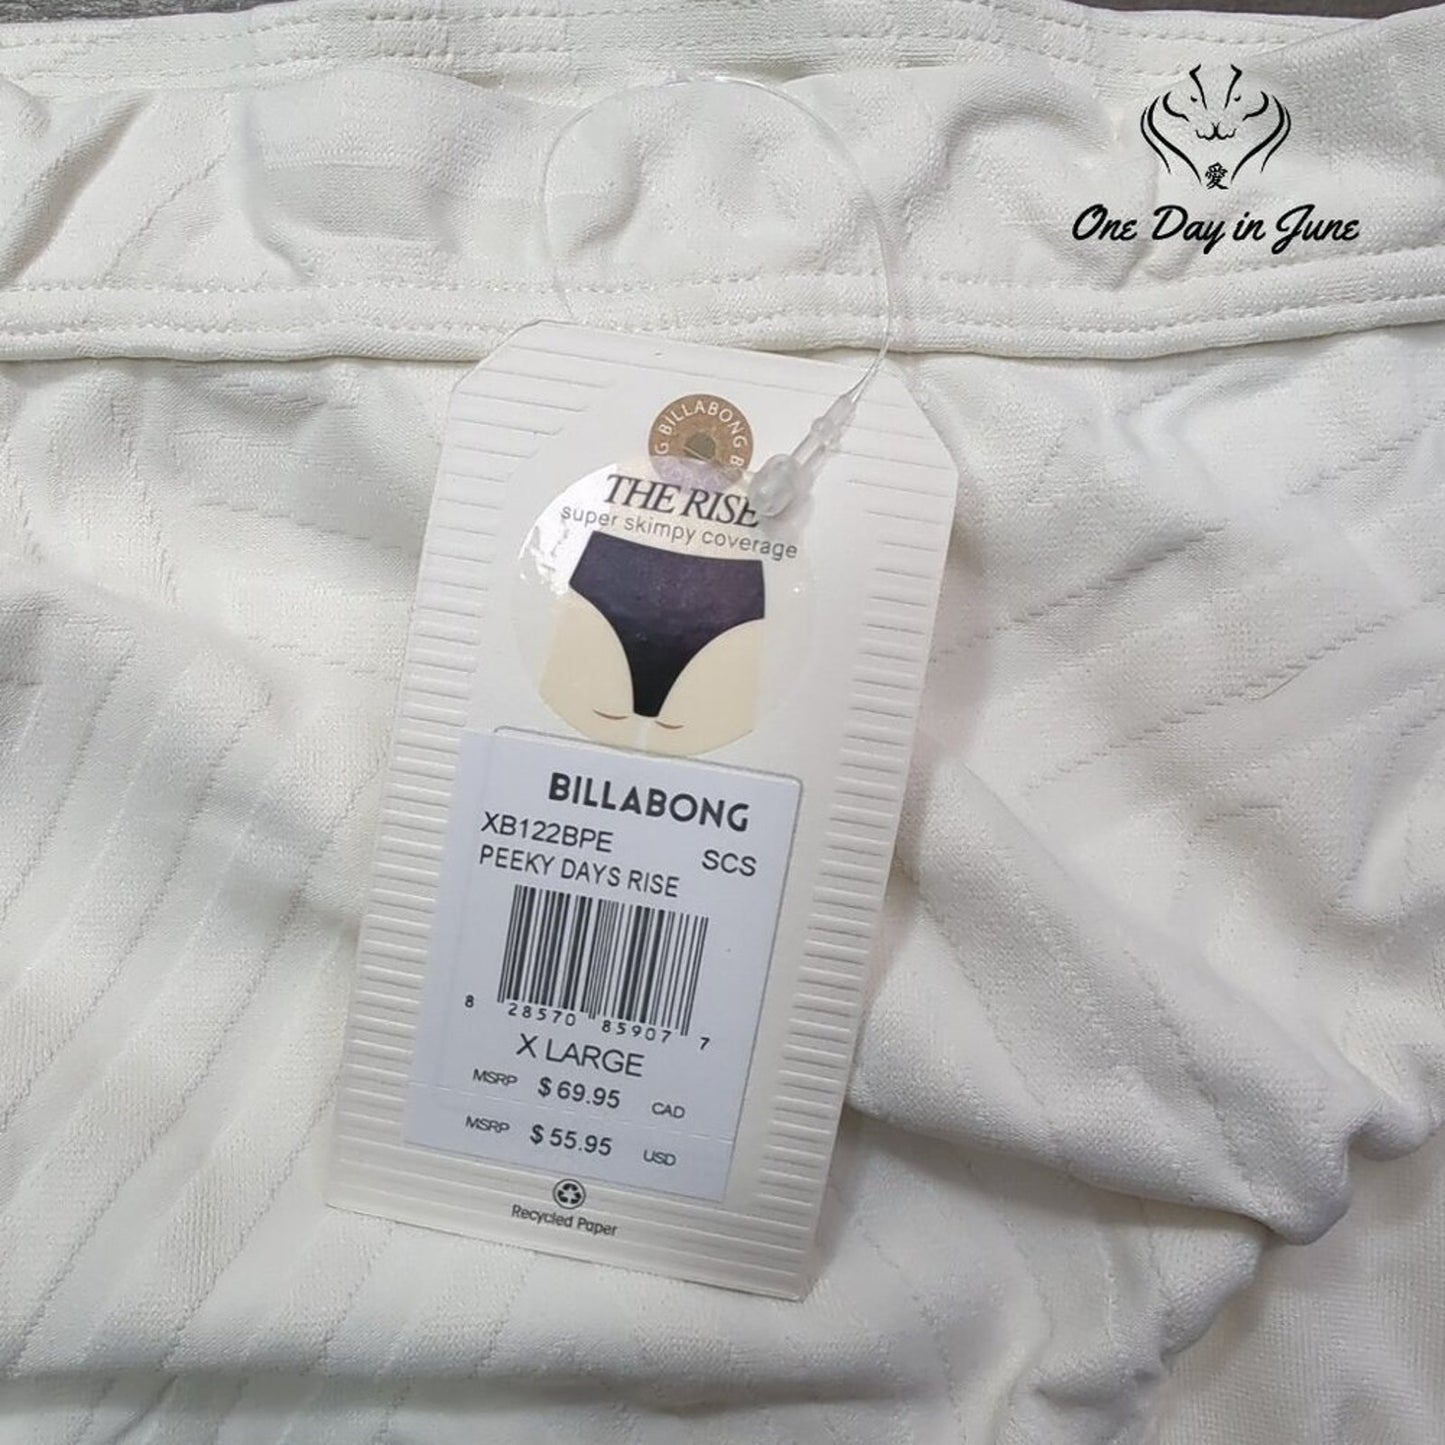 愛
One Day in June
BILLABONG B
G
THE RISE
super skimpy coverage
BILLABONG
XB122BPE
SCS
PEEKY DAYS RISE
8 28570 85907 7
X LARGE
MSRP $ 69.95 CAD
MSRP $ 55.95 USD
Recycled Paper